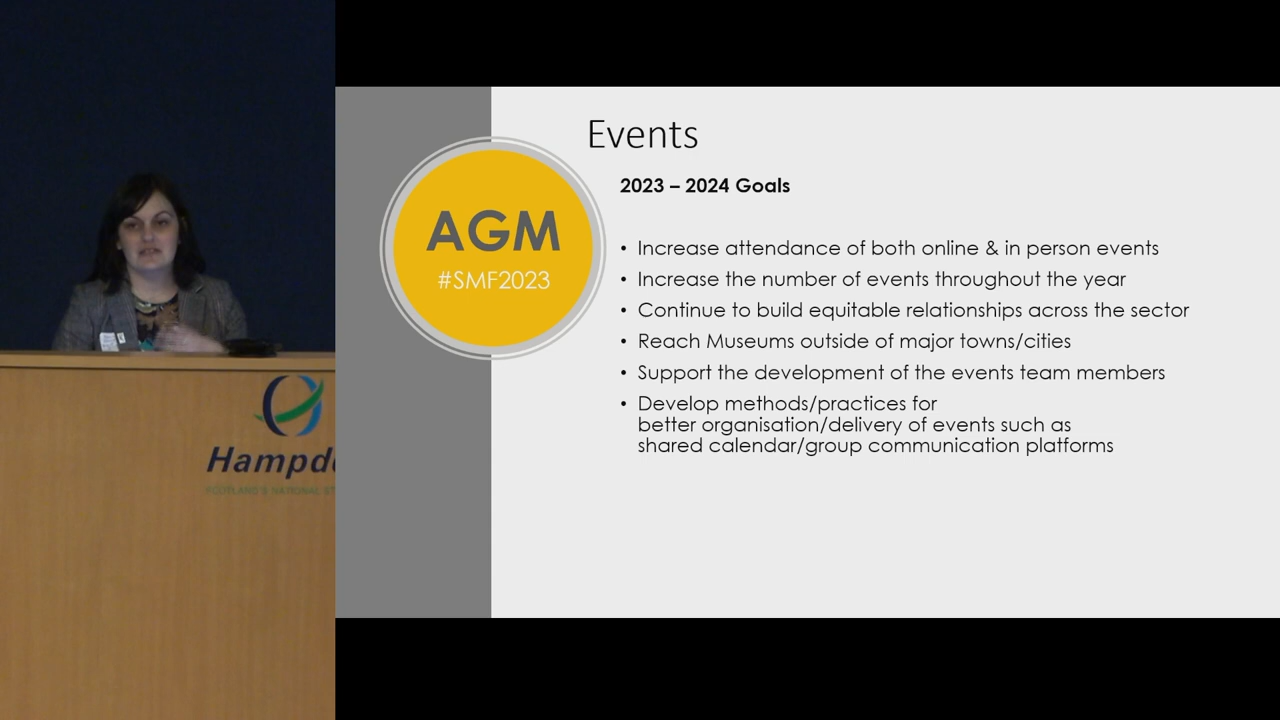 Events
2023 – 2024 Goals
AGM
#SMF2023
• Increase attendance of both online & in person events
• Increase the number of events throughout the year
• Continue to build equitable relationships across the sector
• Reach Museums outside of major towns/cities
• Support the development of the events team members
• Develop methods/practices for
better organisation/delivery of events such as
shared calendar/group communication platforms
Hampd
SCOTLAND'S NATIONAL ST